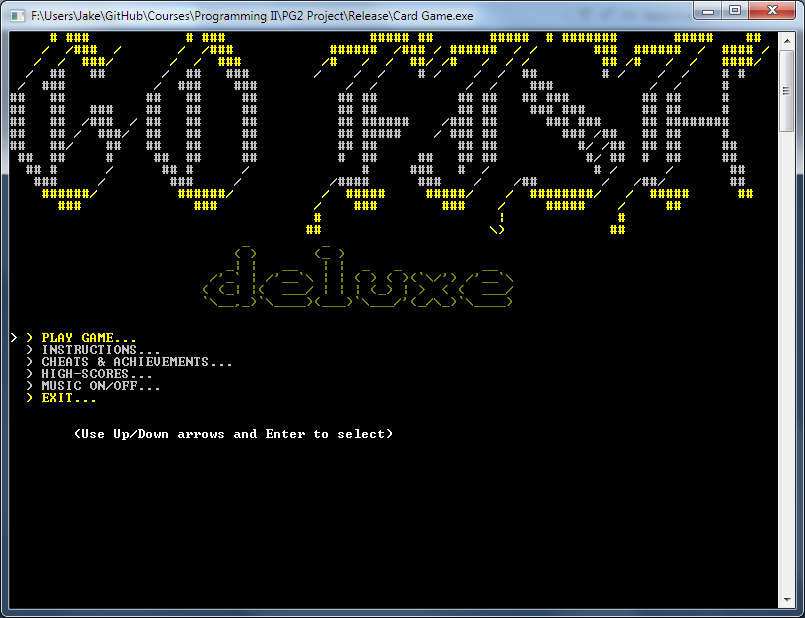 F:\Users\Jake\GitHub\Courses\Programming II\PG2 Project\Release\Card Game.exe
GO FISH
deluxe
> > PLAY GAME...
> INSTRUCTIONS...
> CHEATS & ACHIEVEMENTS...
> HIGH-SCORES...
> MUSIC ON/OFF...
> EXIT...
(Use Up/Down arrows and Enter to select)